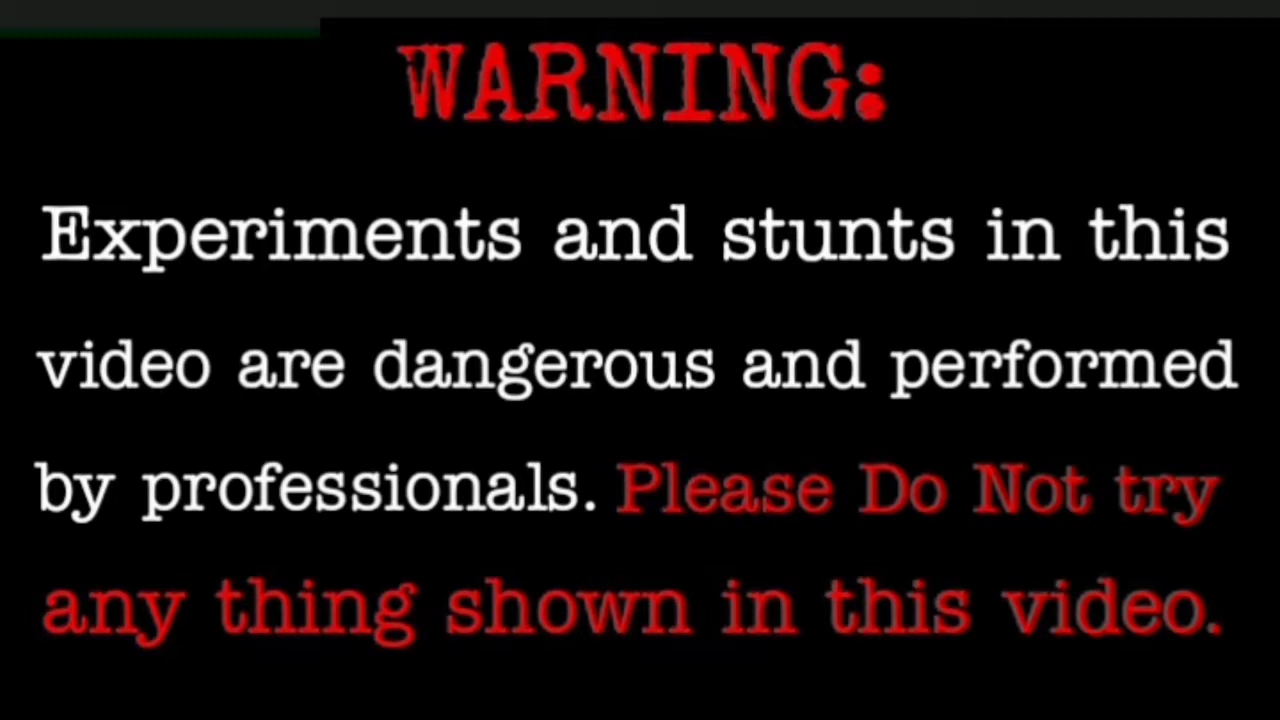 WARNING:
Experiments and stunts in this
video are dangerous and performed
by professionals. Please Do Not try
any thing shown in this video.